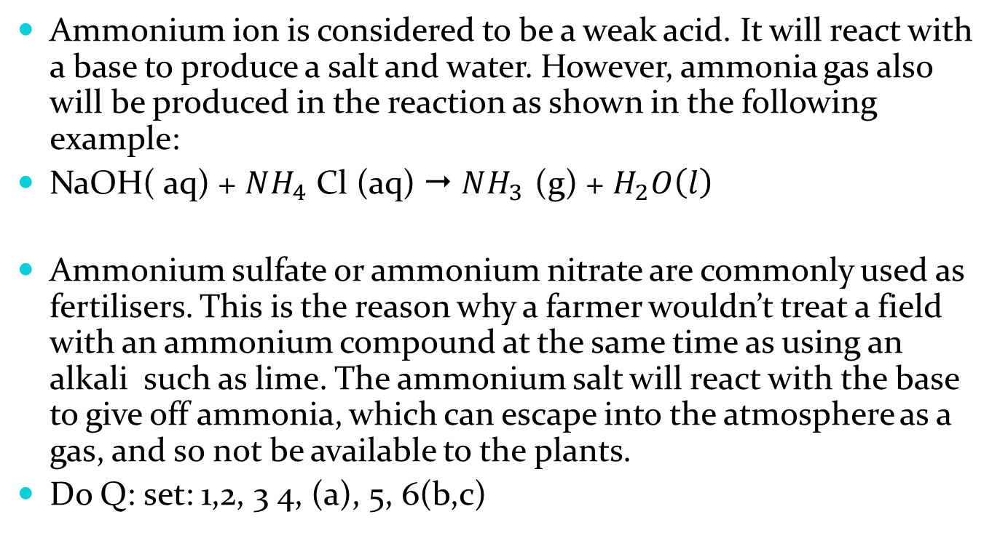 • Ammonium ion is considered to be a weak acid. It will react with
a base to produce a salt and water. However, ammonia gas also
will be produced in the reaction as shown in the following
example:
• NaOH( aq) + NH₄ Cl (aq) → NH₃ (g) + H₂O(l)
• Ammonium sulfate or ammonium nitrate are commonly used as
fertilisers. This is the reason why a farmer wouldn’t treat a field
with an ammonium compound at the same time as using an
alkali such as lime. The ammonium salt will react with the base
to give off ammonia, which can escape into the atmosphere as a
gas, and so not be available to the plants.
• Do Q: set: 1,2, 3 4, (a), 5, 6(b,c)